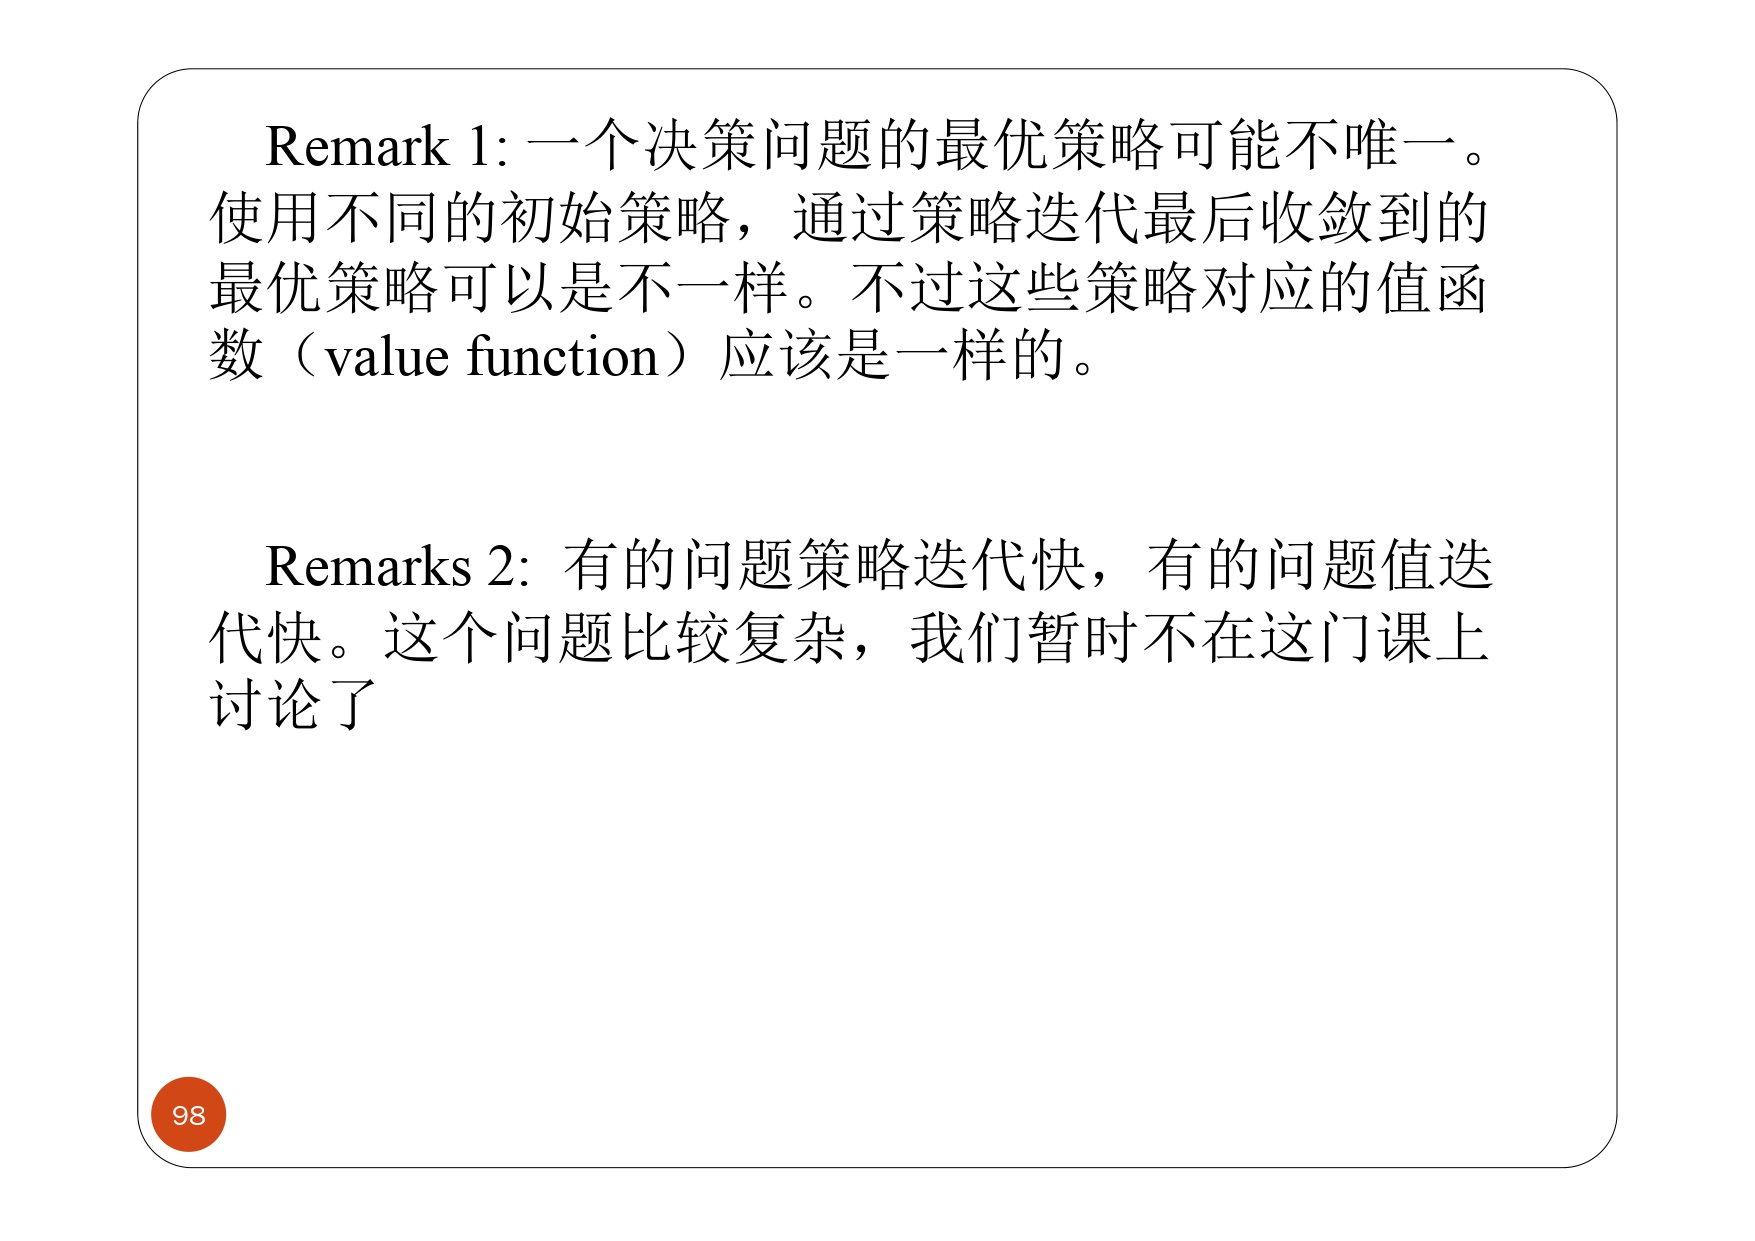 Remark 1: 一个决策问题的最优策略可能不唯一。
使用不同的初始策略，通过策略迭代最后收敛到的
最优策略可以是不一样。不过这些策略对应的值函
数（value function）应该是一样的。
Remarks 2: 有的问题策略迭代快，有的问题值迭
代快。这个问题比较复杂，我们暂时不在这门课上
讨论了
98